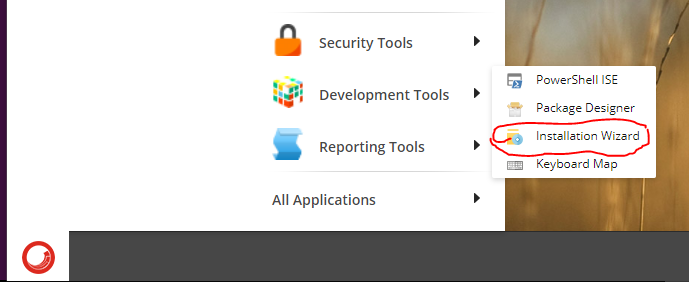 Security Tools
Development Tools
Reporting Tools
All Applications
PowerShell ISE
Package Designer
Installation Wizard
Keyboard Map